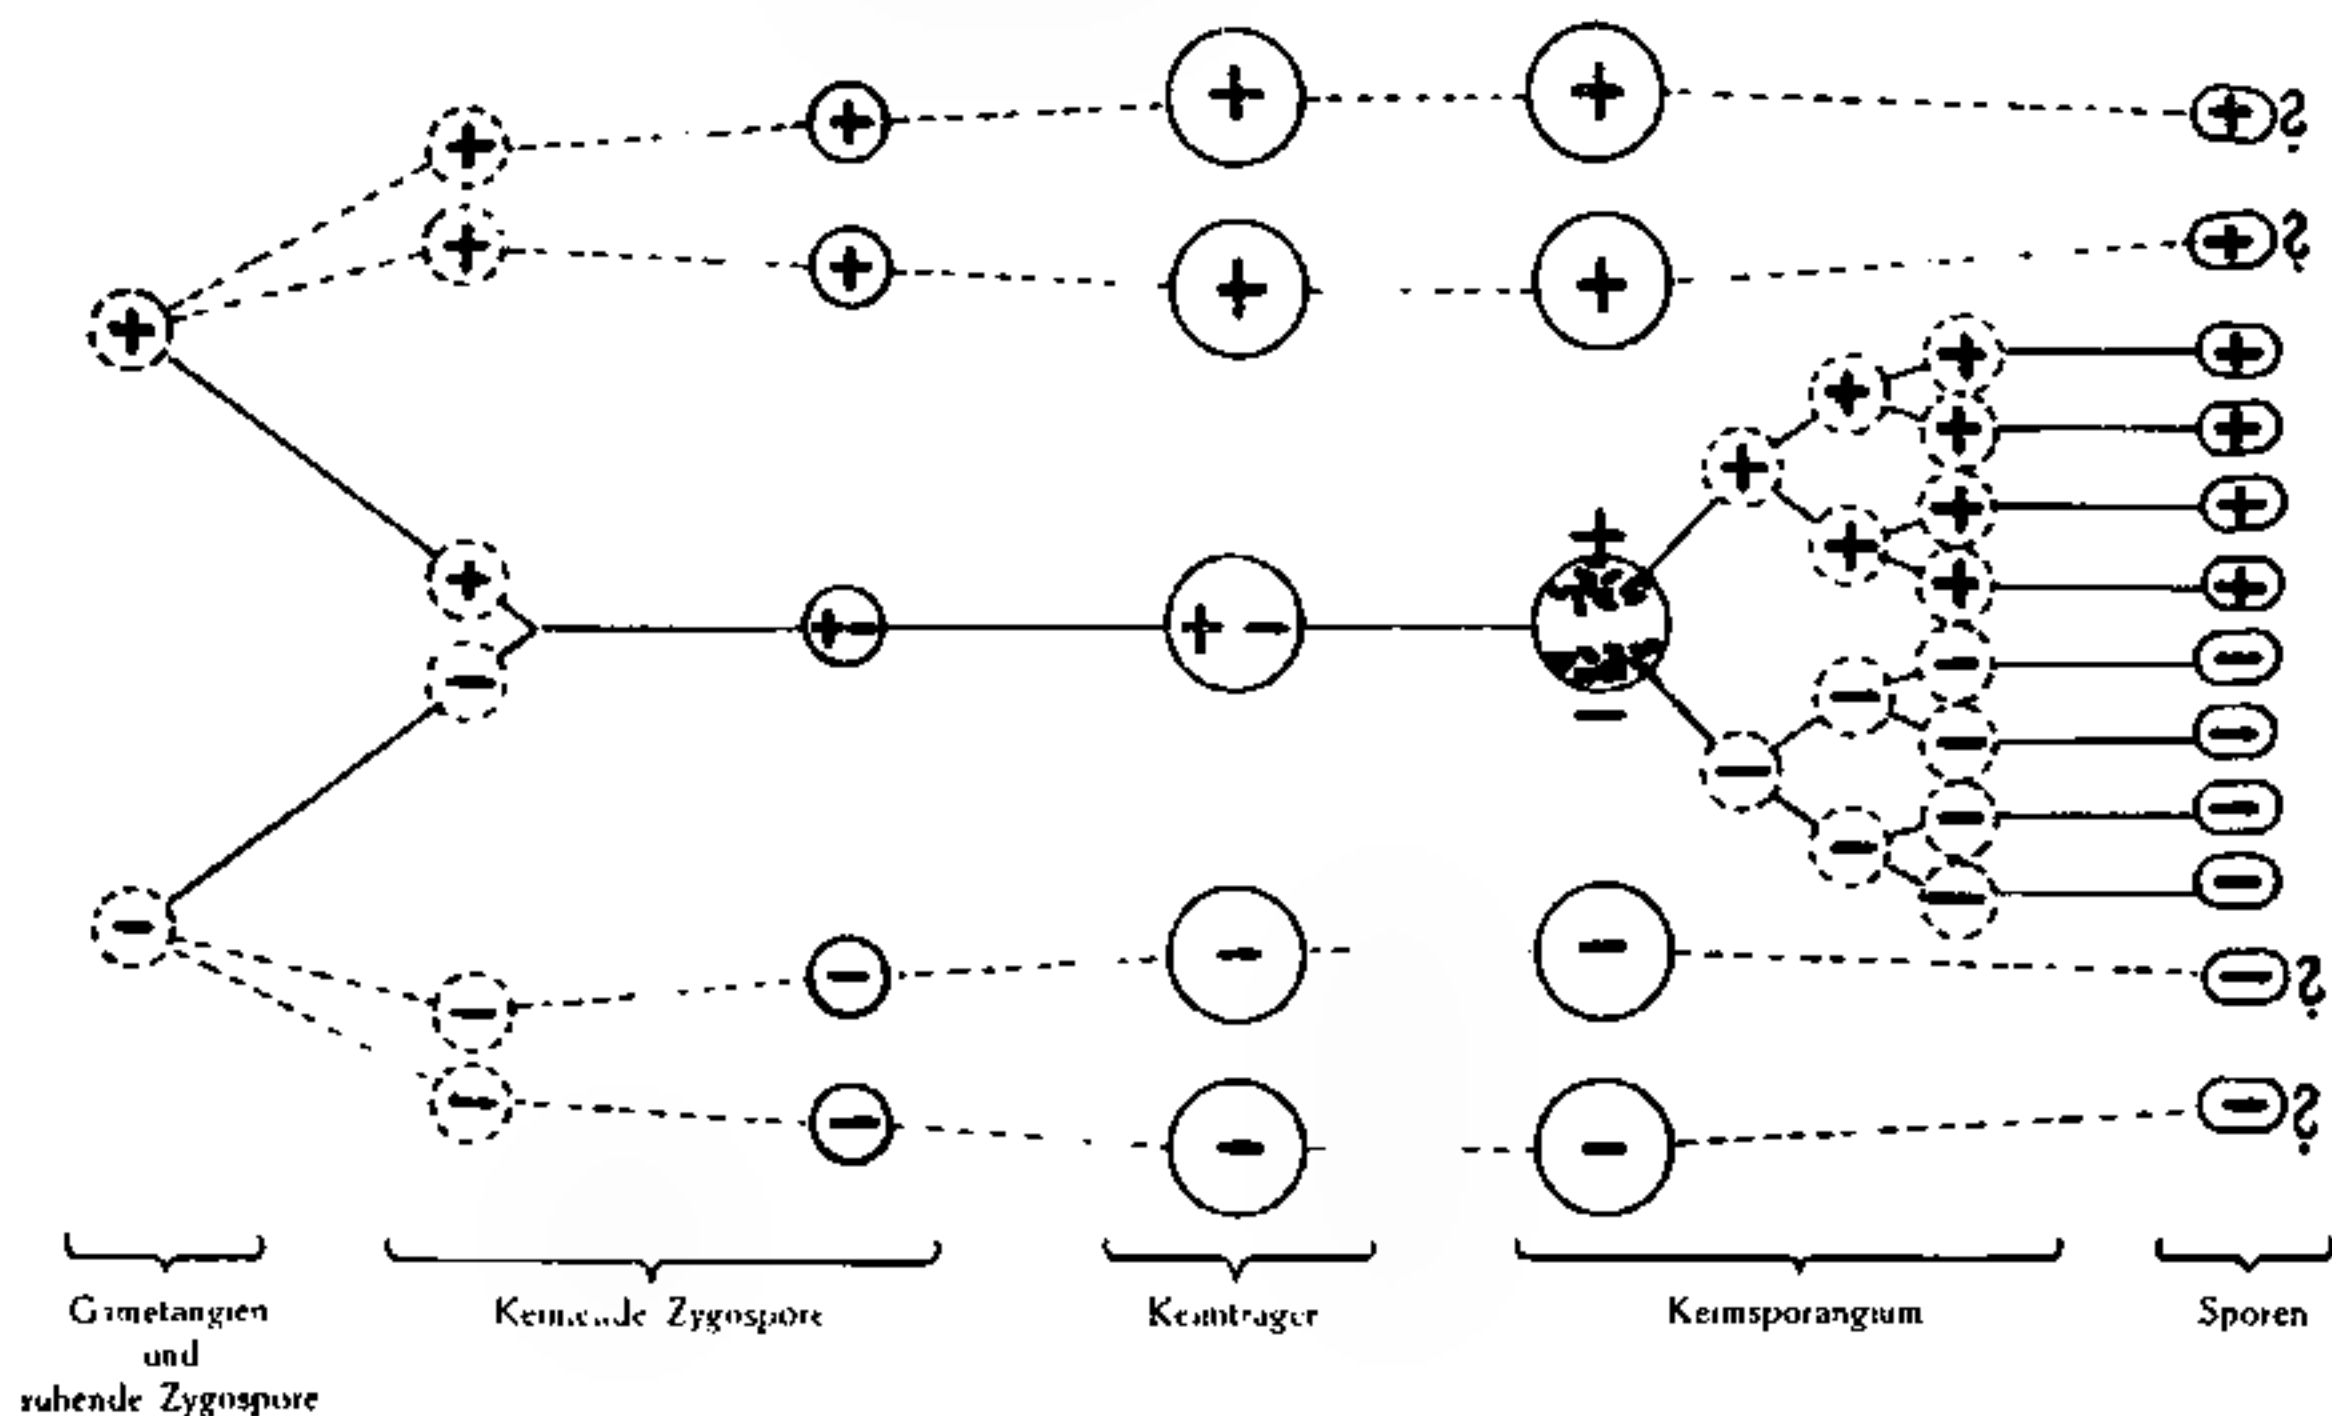 Gametangien
und
ruhende Zygospore
Keimende Zygospore
Keimträger
Keimsporangium
Sporen